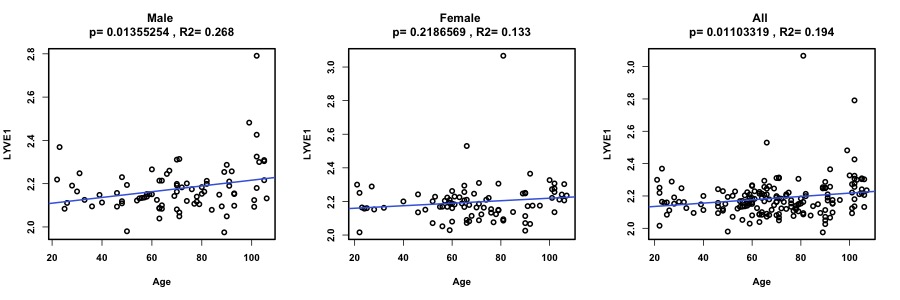 Male
p= 0.01355254 , R2= 0.268
LYVE1
2.8
2.6
2.4
2.2
2.0
20 40 60 80 100
Age
Female
p= 0.2186569 , R2= 0.133
LYVE1
3.0
2.8
2.6
2.4
2.2
2.0
20 40 60 80 100
Age
All
p= 0.01103319 , R2= 0.194
LYVE1
3.0
2.8
2.6
2.4
2.2
2.0
20 40 60 80 100
Age